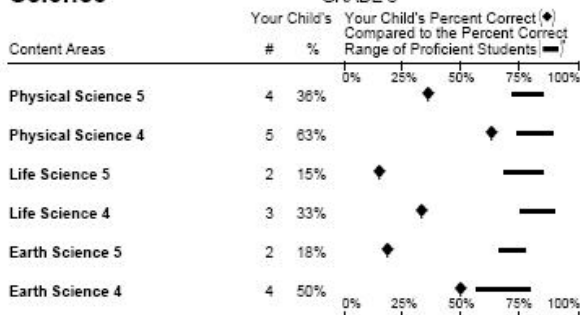 Science
Your Child's Your Child's Percent Correct (♦)
Compared to the Percent Correct
Content Areas # % Range of Proficient Students (▬)
0% 25% 50% 75% 100%
Physical Science 5 4 36%
Physical Science 4 5 63%
Life Science 5 2 15%
Life Science 4 3 33%
Earth Science 5 2 18%
Earth Science 4 4 50%
0% 25% 50% 75% 100%